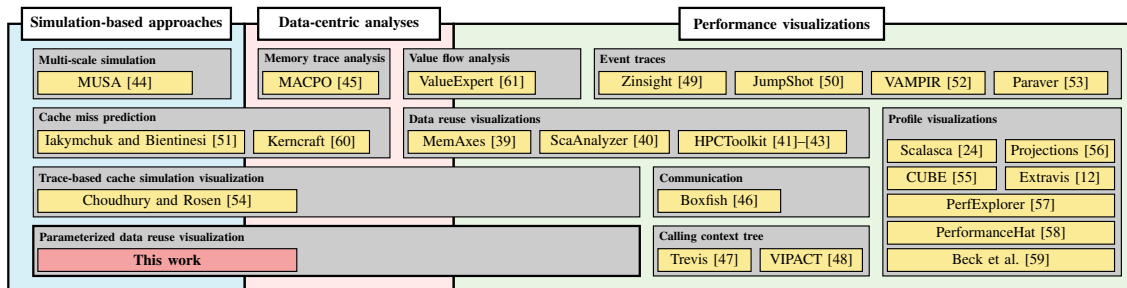 Simulation-based approaches
Data-centric analyses
Performance visualizations
Multi-scale simulation
MUSA [44]
Memory trace analysis
MACPO [45]
Value flow analysis
ValueExpert [61]
Event traces
Zinsight [49]
JumpShot [50]
VAMPIR [52]
Paraver [53]
Cache miss prediction
Iakymchuk and Bientinesi [51]
Kerncraft [60]
Data reuse visualizations
MemAxes [39]
ScaAnalyzer [40]
HPCToolkit [41]–[43]
Profile visualizations
Scalasca [24]
Projections [56]
CUBE [55]
Extravis [12]
PerfExplorer [57]
PerformanceHat [58]
Beck et al. [59]
Trace-based cache simulation visualization
Choudhury and Rosen [54]
Communication
Boxfish [46]
Parameterized data reuse visualization
This work
Calling context tree
Trevis [47]
VIPACT [48]